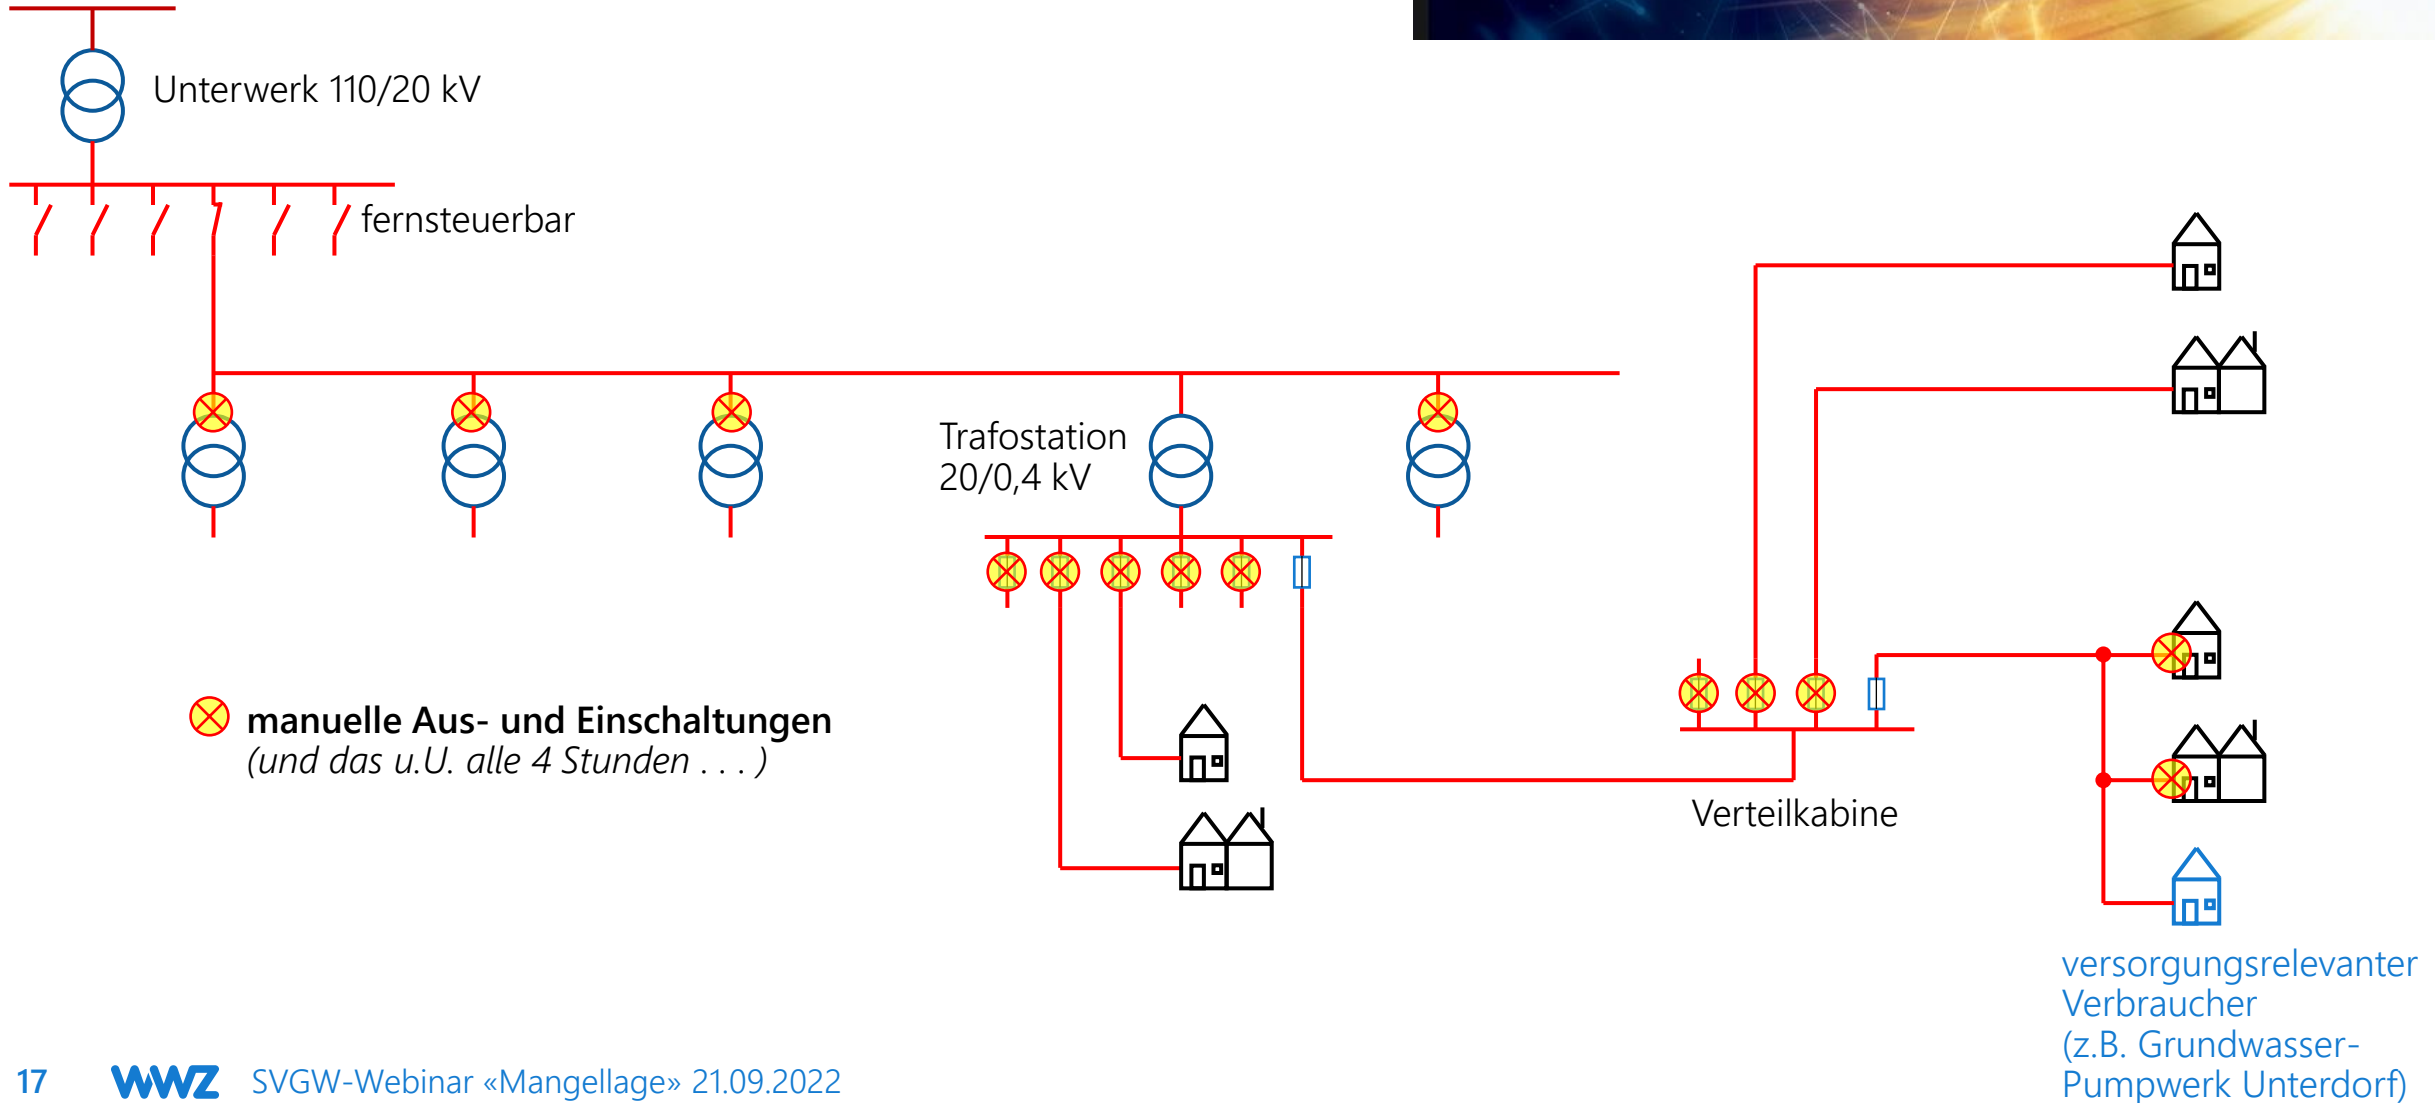 Unterwerk 110/20 kV
fernsteuerbar
Trafostation
20/0,4 kV
manuelle Aus- und Einschaltungen
(und das u.U. alle 4 Stunden . . . )
Verteilkabine
versorgungsrelevanter
Verbraucher
(z.B. Grundwasser-
Pumpwerk Unterdorf)
17 WWZ SVGW-Webinar «Mangellage» 21.09.2022